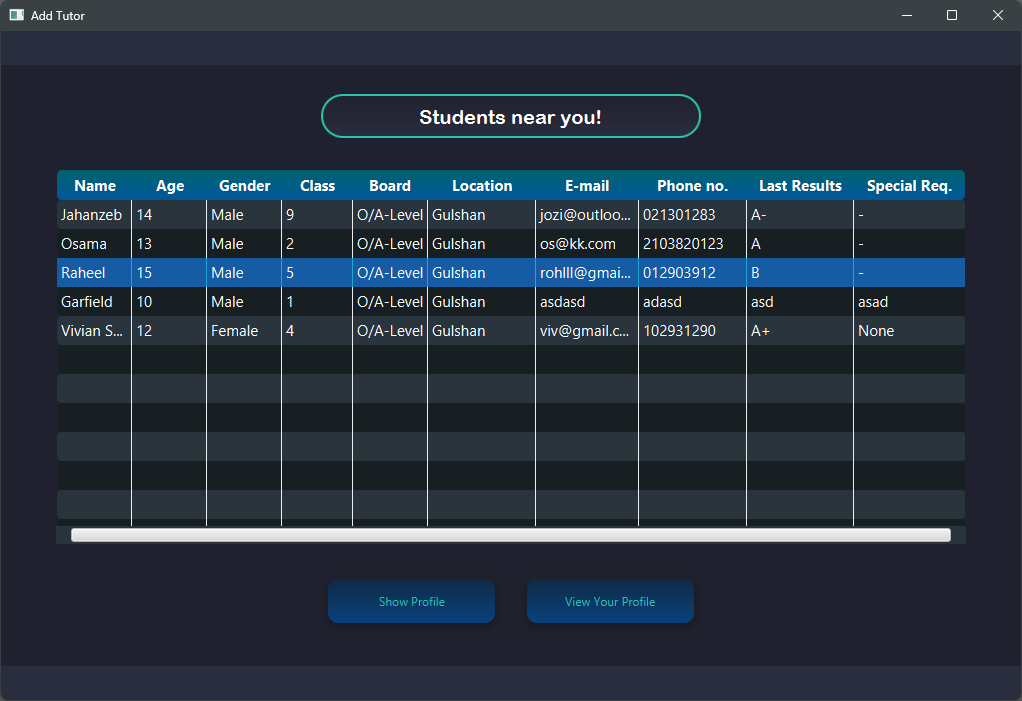 Add Tutor
Students near you!
Name Age Gender Class Board Location E-mail Phone no. Last Results Special Req.
Jahanzeb 14 Male 9 O/A-Level Gulshan jozi@outloo... 021301283 A- -
Osama 13 Male 2 O/A-Level Gulshan os@kk.com 2103820123 A -
Raheel 15 Male 5 O/A-Level Gulshan rohlll@gmai... 012903912 B -
Garfield 10 Male 1 O/A-Level Gulshan asdasd adasd asd asad
Vivian S... 12 Female 4 O/A-Level Gulshan viv@gmail.c... 102931290 A+ None
Show Profile View Your Profile